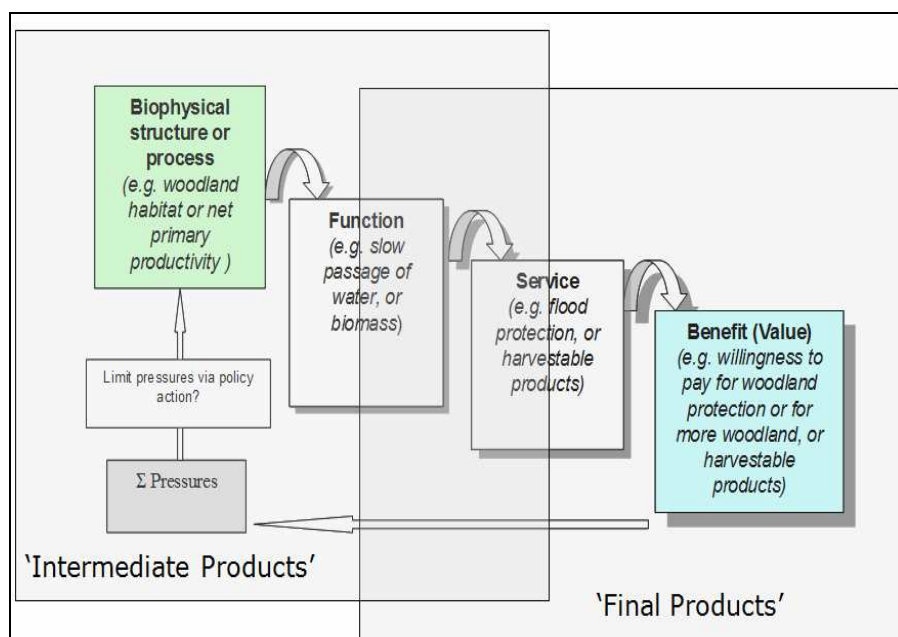 Biophysical
structure or
process
(e.g. woodland
habitat or net
primary
productivity )
Function
(e.g. slow
passage of
water, or
biomass)
Service
(e.g. flood
protection, or
harvestable
products)
Benefit (Value)
(e.g. willingness to
pay for woodland
protection or for
more woodland, or
harvestable
products)
Limit pressures via policy
action?
Σ Pressures
‘Intermediate Products’
‘Final Products’